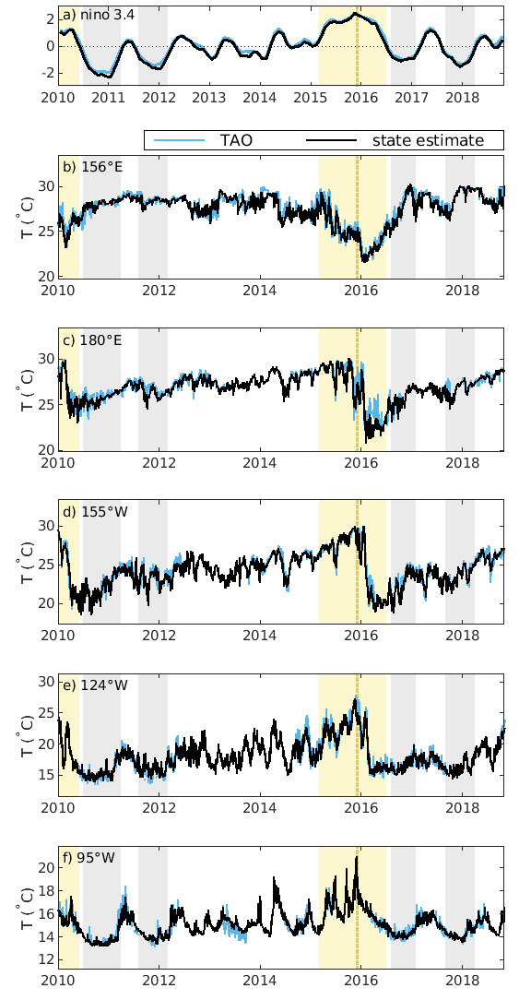 a) nino 3.4
2
0
-2
2010 2011 2012 2013 2014 2015 2016 2017 2018
TAO state estimate
b) 156°E
30
25
20
T (°C)
2010 2012 2014 2016 2018
c) 180°E
30
25
20
T (°C)
2010 2012 2014 2016 2018
d) 155°W
30
25
20
T (°C)
2010 2012 2014 2016 2018
e) 124°W
30
25
20
15
T (°C)
2010 2012 2014 2016 2018
f) 95°W
20
18
16
14
12
T (°C)
2010 2012 2014 2016 2018